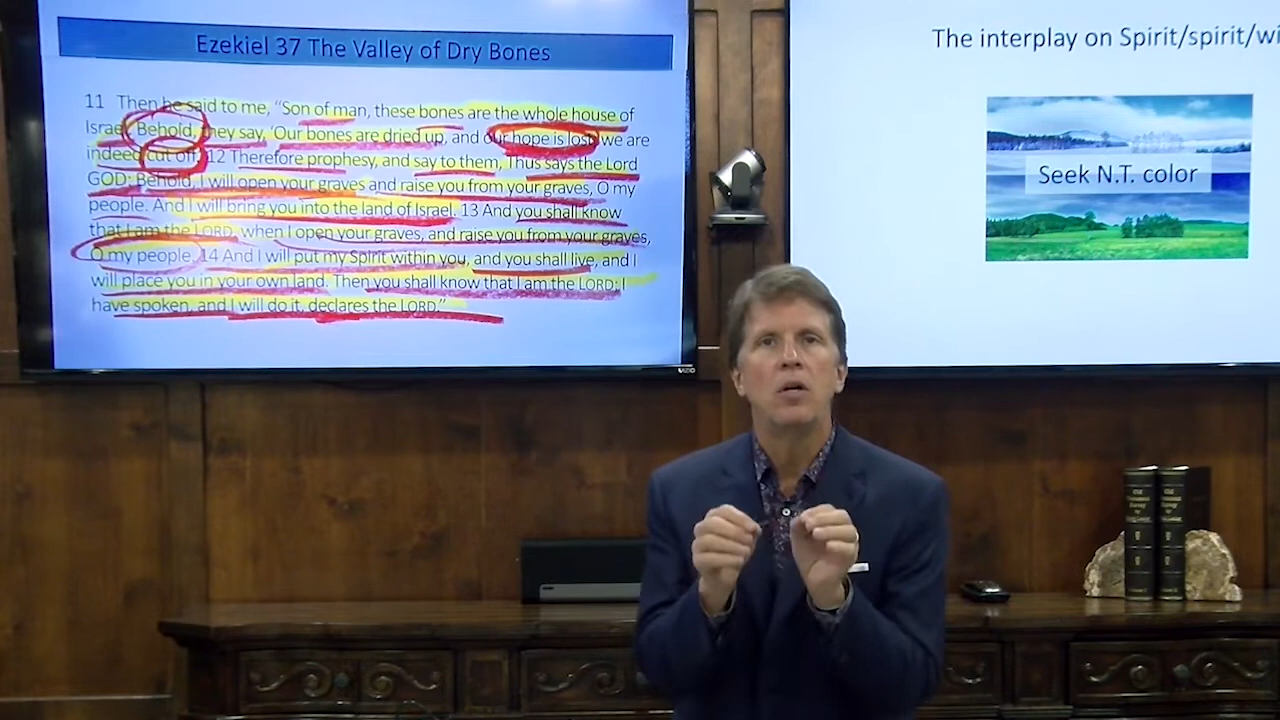 Ezekiel 37 The Valley of Dry Bones
11 Then he said to me, “Son of man, these bones are the whole house of
Israel. Behold, they say, ‘Our bones are dried up, and our hope is lost; we are
indeed cut off.’ 12 Therefore prophesy, and say to them, Thus says the Lord
GOD: Behold, I will open your graves and raise you from your graves, O my
people. And I will bring you into the land of Israel. 13 And you shall know
that I am the LORD, when I open your graves, and raise you from your graves,
O my people. 14 And I will put my Spirit within you, and you shall live, and I
will place you in your own land. Then you shall know that I am the LORD; I
have spoken, and I will do it, declares the LORD.”
VIZIO
The interplay on Spirit/spirit/wi
Seek N.T. color
Old
Testament
Survey
Old
Testament
Survey